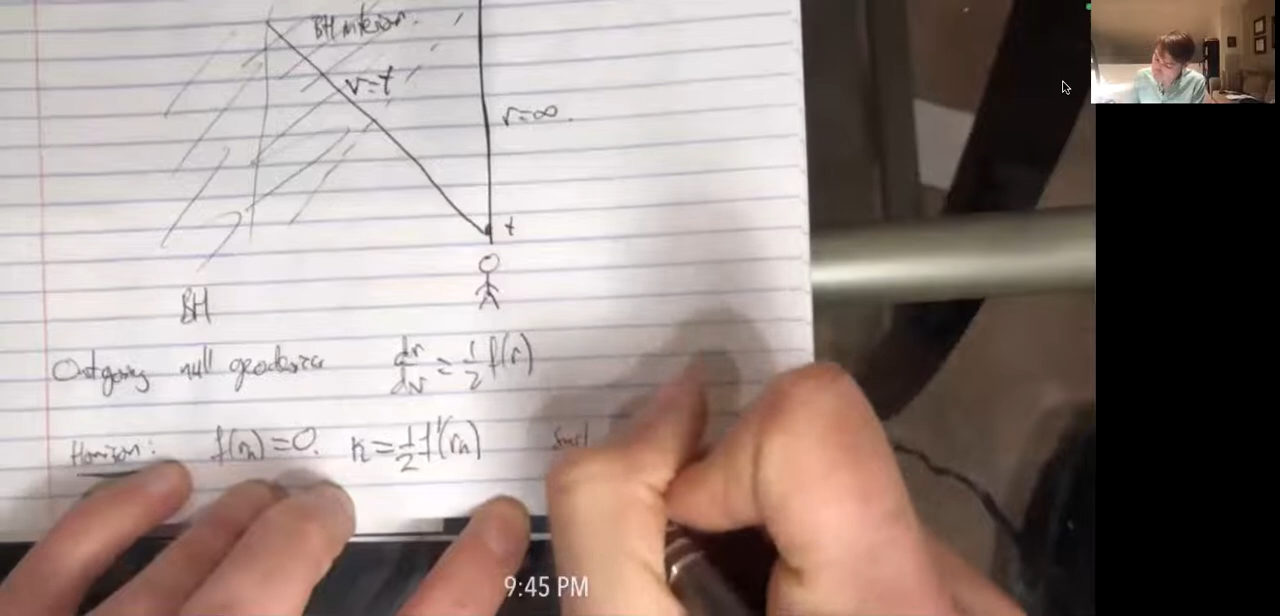 BH interior.
v=t
r=∞.
t
BH
Outgoing null geodesics dr/dv = 1/2 f(r)
Horizon: f(rₕ)=0. κ=1/2 f'(rₕ)
9:45 PM